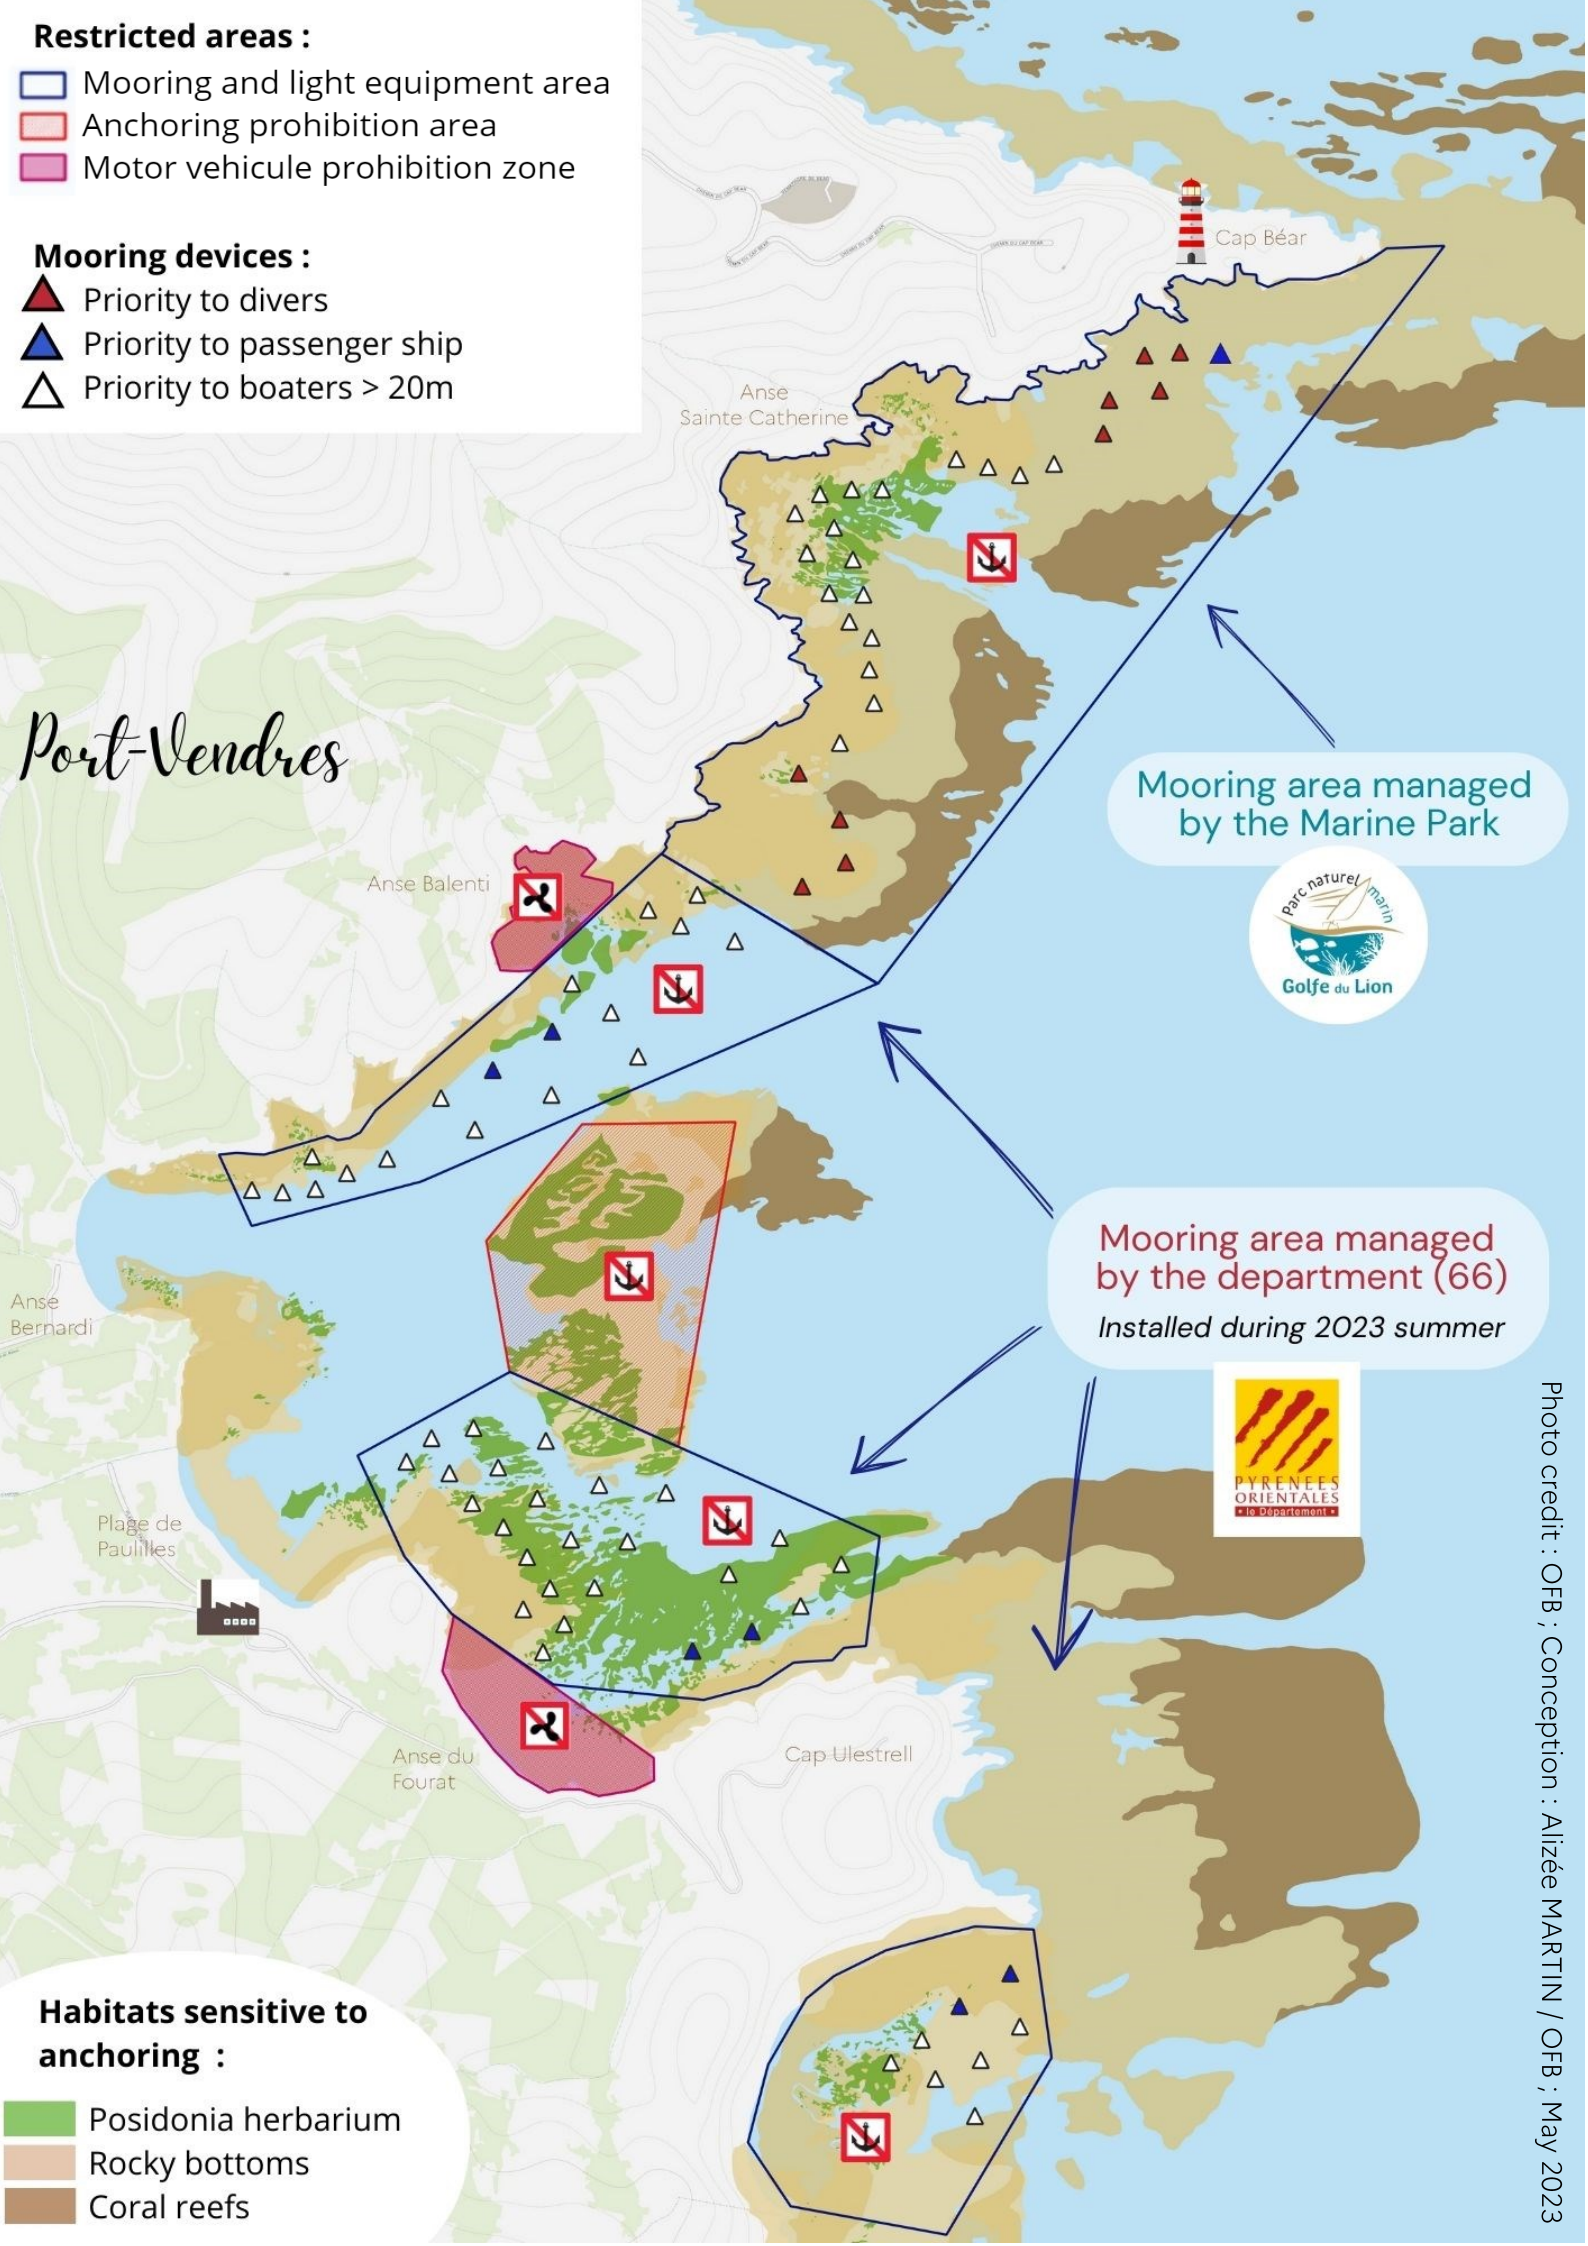 Restricted areas :
Mooring and light equipment area
Anchoring prohibition area
Motor vehicule prohibition zone
Mooring devices :
Priority to divers
Priority to passenger ship
Priority to boaters > 20m
Cap Béar
Anse
Sainte Catherine
Port-Vendres
Mooring area managed
by the Marine Park
Parc naturel marin
Golfe du Lion
Anse Balenti
Mooring area managed
by the department (66)
Installed during 2023 summer
PYRENEES
ORIENTALES
• le Département •
Anse
Bernardi
Plage de
Paulilles
Anse du
Fourat
Cap Ulestrell
Photo credit : OFB ; Conception : Alizée MARTIN / OFB ; May 2023
Habitats sensitive to
anchoring :
Posidonia herbarium
Rocky bottoms
Coral reefs